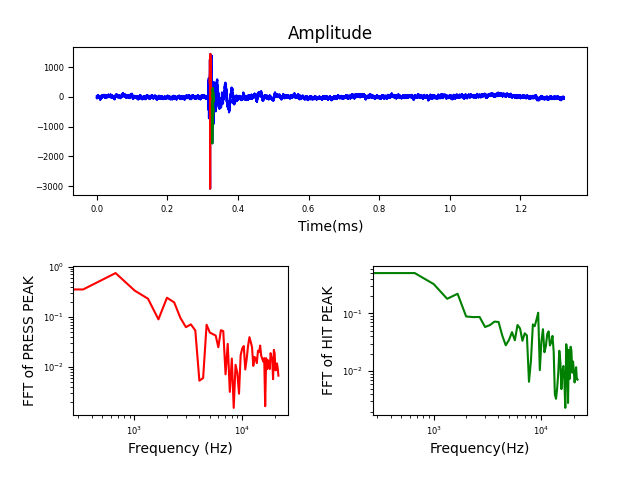 Amplitude
1000
0
−1000
−2000
−3000
0.0 0.2 0.4 0.6 0.8 1.0 1.2
Time(ms)
FFT of PRESS PEAK
10⁰
10⁻¹
10⁻²
10³ 10⁴
Frequency (Hz)
FFT of HIT PEAK
10⁻¹
10⁻²
10³ 10⁴
Frequency(Hz)